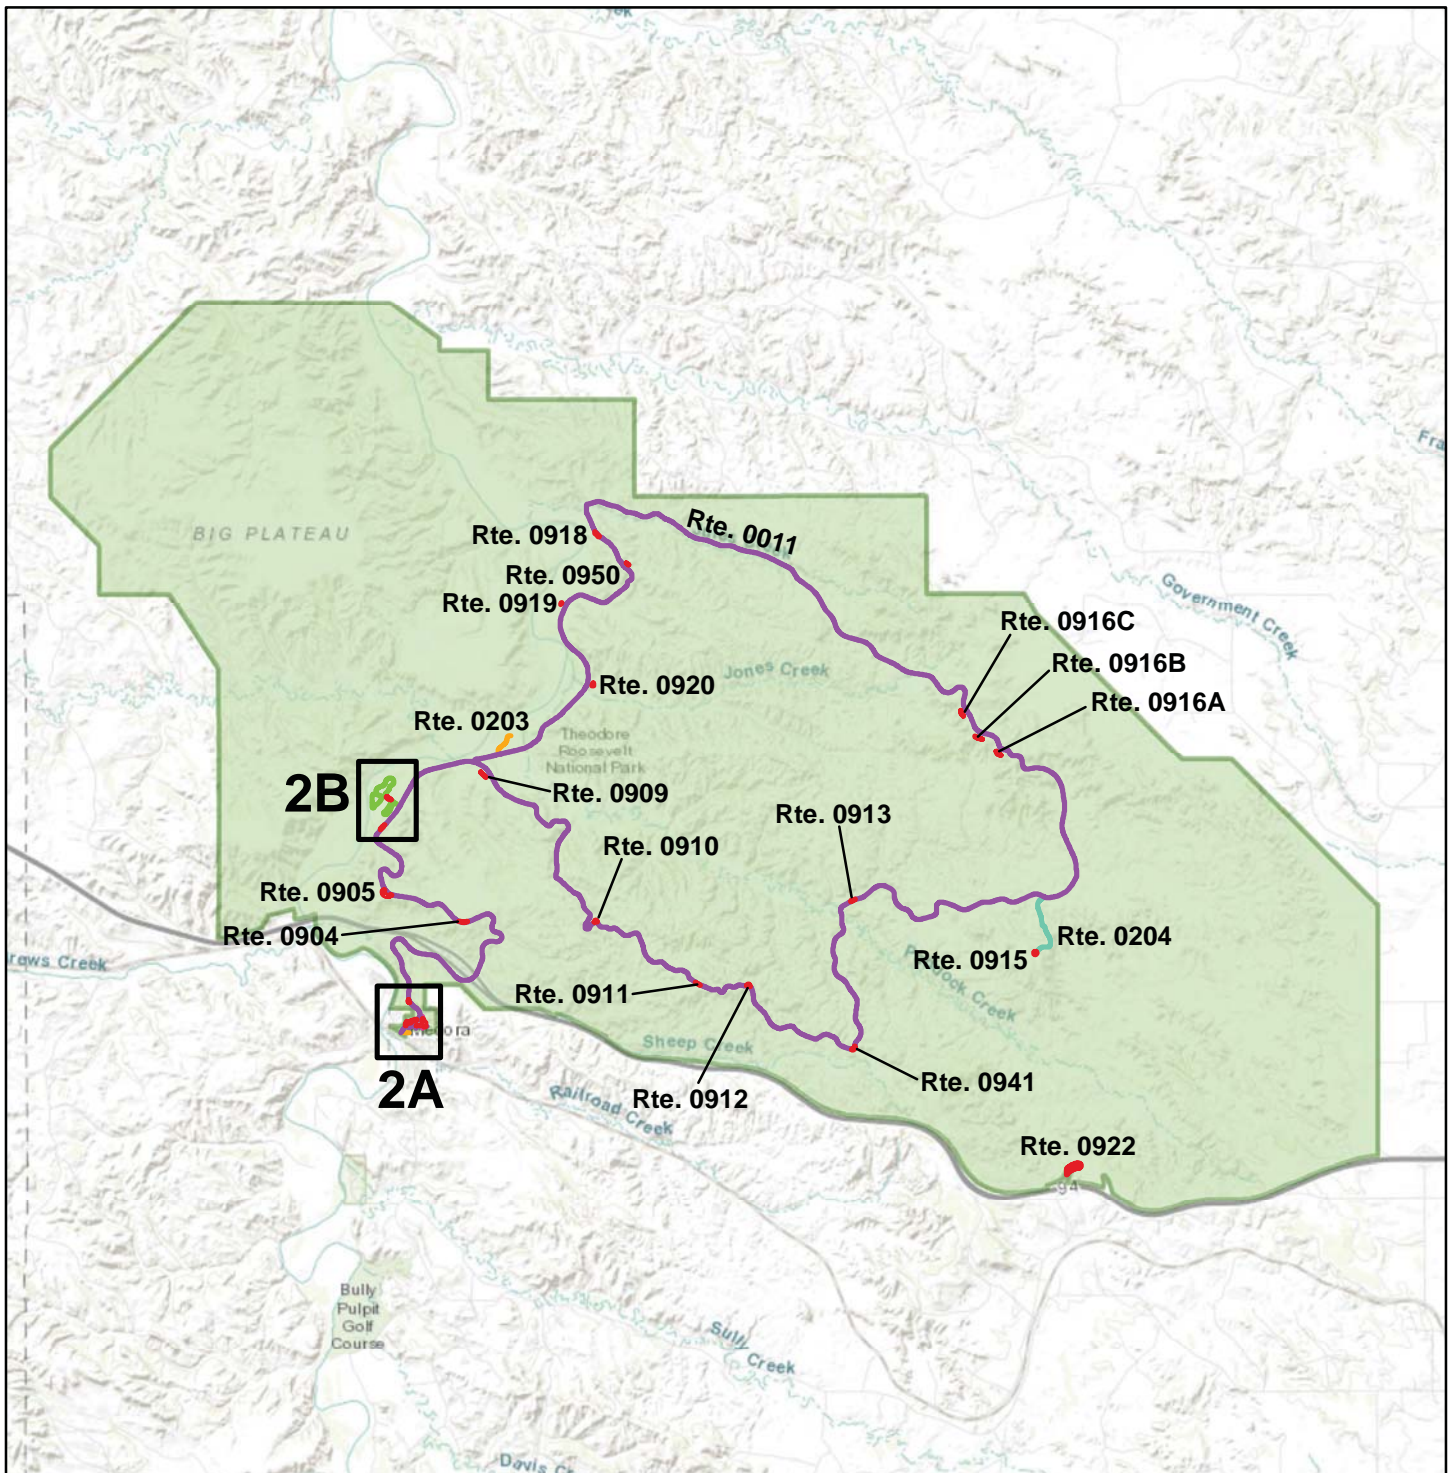 BIG PLATEAU
Rte. 0918
Rte. 0011
Rte. 0950
Rte. 0919
Government Creek
Rte. 0916C
Rte. 0916B
Jones Creek
Rte. 0920
Rte. 0916A
Rte. 0203
Theodore
Roosevelt
National Park
2B
Rte. 0909
Rte. 0913
Rte. 0910
Rte. 0905
Rte. 0904
Rte. 0204
Rte. 0915
Rte. 0911
Creek
Sheep Creek
2A
Rte. 0941
Rte. 0912
Railroad Creek
Rte. 0922
94
Bully
Pulpit
Golf
Course
Sully
Creek
Davis